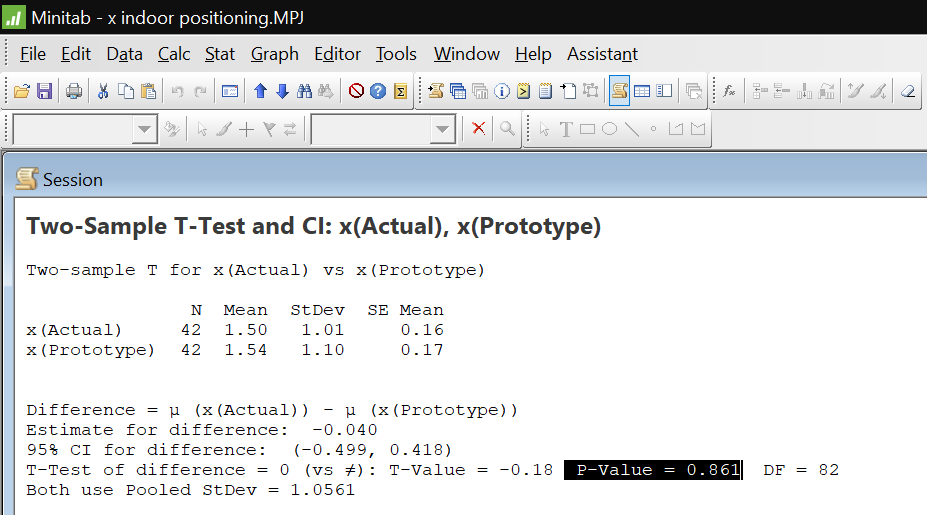 Minitab - x indoor positioning.MPJ
File Edit Data Calc Stat Graph Editor Tools Window Help Assistant
Session
Two-Sample T-Test and CI: x(Actual), x(Prototype)
Two-sample T for x(Actual) vs x(Prototype)
N Mean StDev SE Mean
x(Actual) 42 1.50 1.01 0.16
x(Prototype) 42 1.54 1.10 0.17
Difference = μ (x(Actual)) - μ (x(Prototype))
Estimate for difference: -0.040
95% CI for difference: (-0.499, 0.418)
T-Test of difference = 0 (vs ≠): T-Value = -0.18 P-Value = 0.861 DF = 82
Both use Pooled StDev = 1.0561